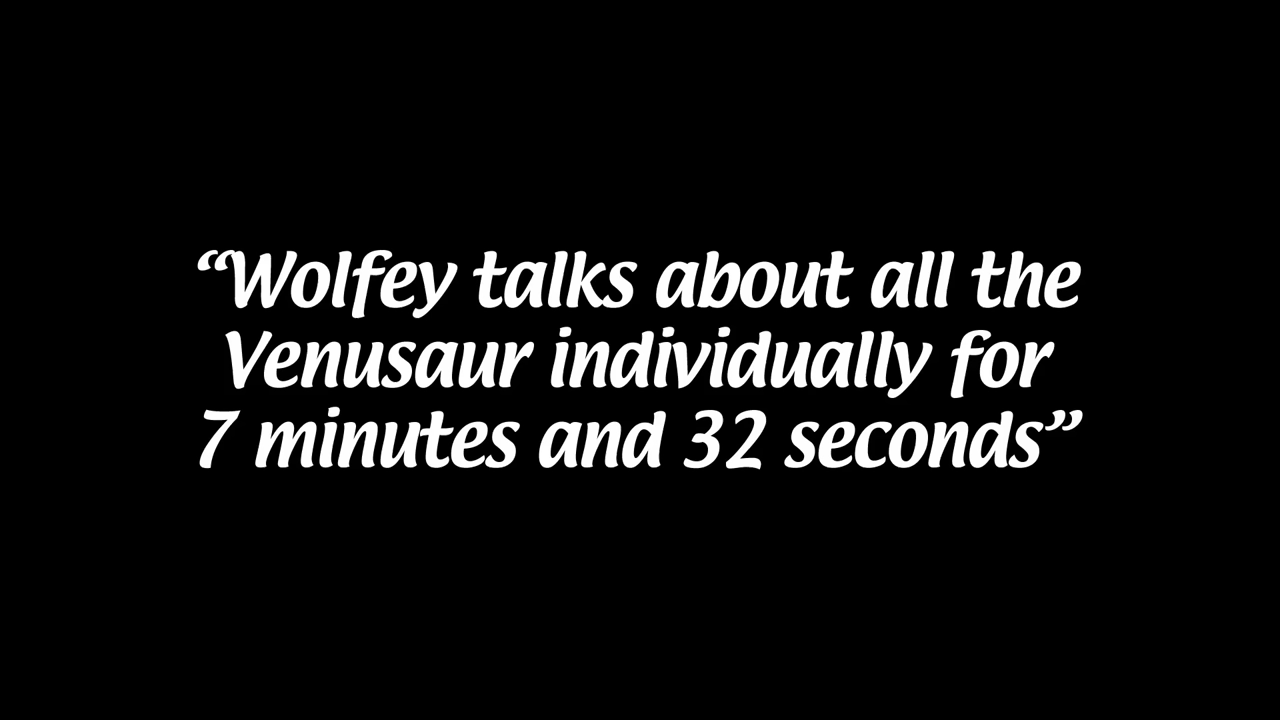 “Wolfey talks about all the
Venusaur individually for
7 minutes and 32 seconds”